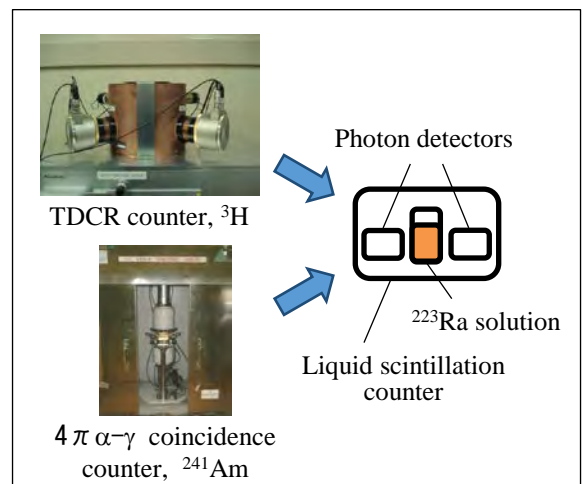 TDCR counter, ³H
4π α-γ coincidence
counter, ²⁴¹Am
Photon detectors
²²³Ra solution
Liquid scintillation
counter